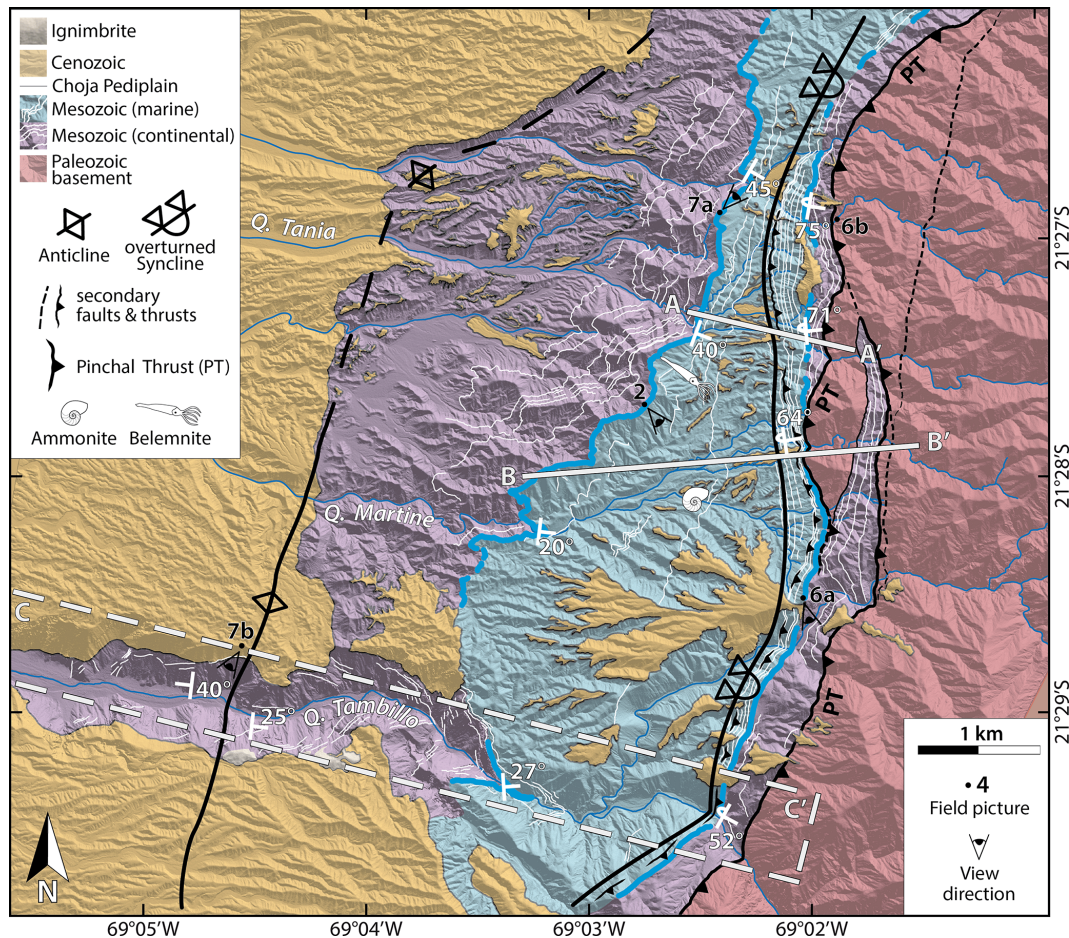 Ignimbrite
Cenozoic
Choja Pediplain
Mesozoic (marine)
Mesozoic (continental)
Paleozoic
basement
Anticline
overturned
Syncline
secondary
faults & thrusts
Pinchal Thrust (PT)
Ammonite
Belemnite
PT
45°
7a
75°
6b
Q. Tania
21°27'S
A
71°
40°
A'
2
PT
64°
B
B'
21°28'S
Q. Martine
20°
6a
C
7b
40°
25°
Q. Tambillo
PT
21°29'S
27°
C'
52°
1 km
4
Field picture
View
direction
N
69°05'W
69°04'W
69°03'W
69°02'W